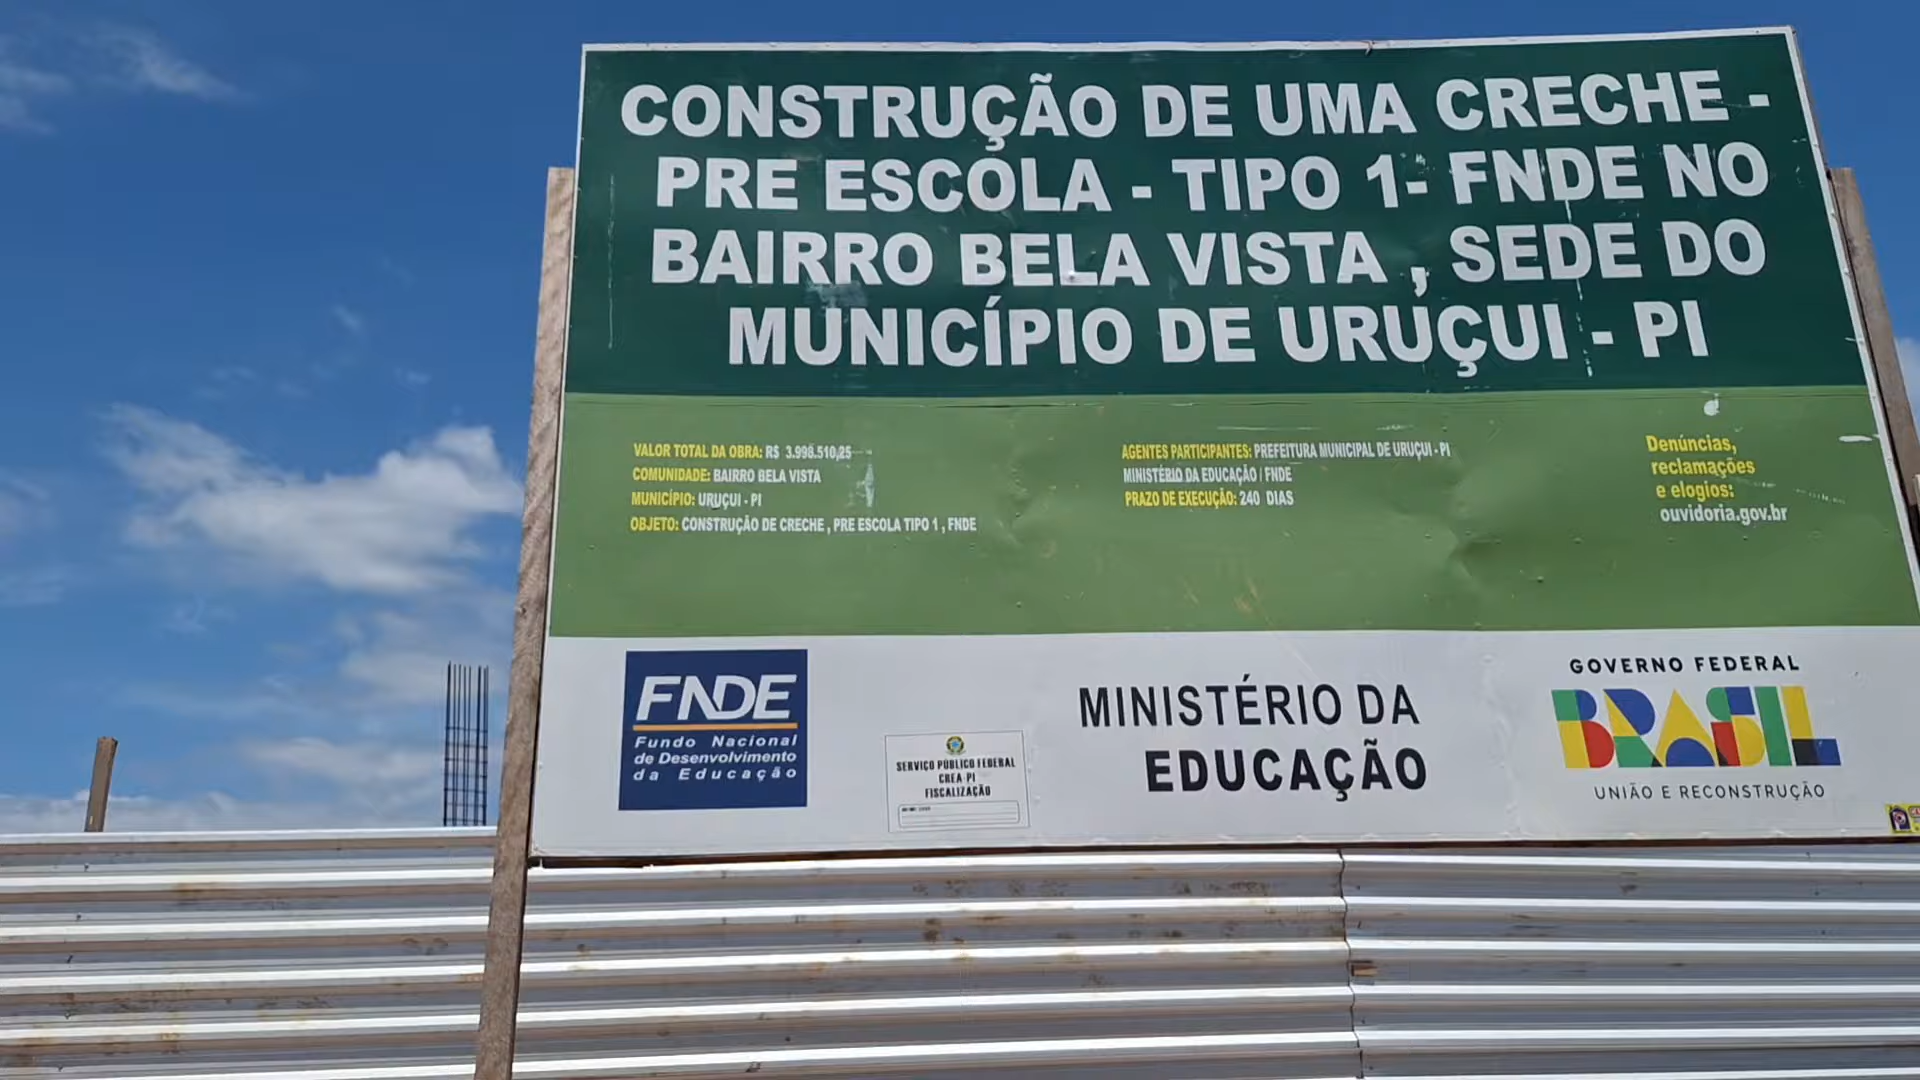 CONSTRUÇÃO DE UMA CRECHE -
PRE ESCOLA - TIPO 1- FNDE NO
BAIRRO BELA VISTA , SEDE DO
MUNICÍPIO DE URUÇUI - PI
VALOR TOTAL DA OBRA: R$ 3.998.510,25
COMUNIDADE: BAIRRO BELA VISTA
MUNICÍPIO: URUÇUI - PI
OBJETO: CONSTRUÇÃO DE CRECHE , PRE ESCOLA TIPO 1 , FNDE
AGENTES PARTICIPANTES: PREFEITURA MUNICIPAL DE URUÇUI - PI
MINISTÉRIO DA EDUCAÇÃO / FNDE
PRAZO DE EXECUÇÃO: 240 DIAS
Denúncias,
reclamações
e elogios:
ouvidoria.gov.br
FNDE
Fundo Nacional
de Desenvolvimento
da Educação
SERVIÇO PÚBLICO FEDERAL
CREA-PI
FISCALIZAÇÃO
MINISTÉRIO DA
EDUCAÇÃO
GOVERNO FEDERAL
BRASIL
UNIÃO E RECONSTRUÇÃO